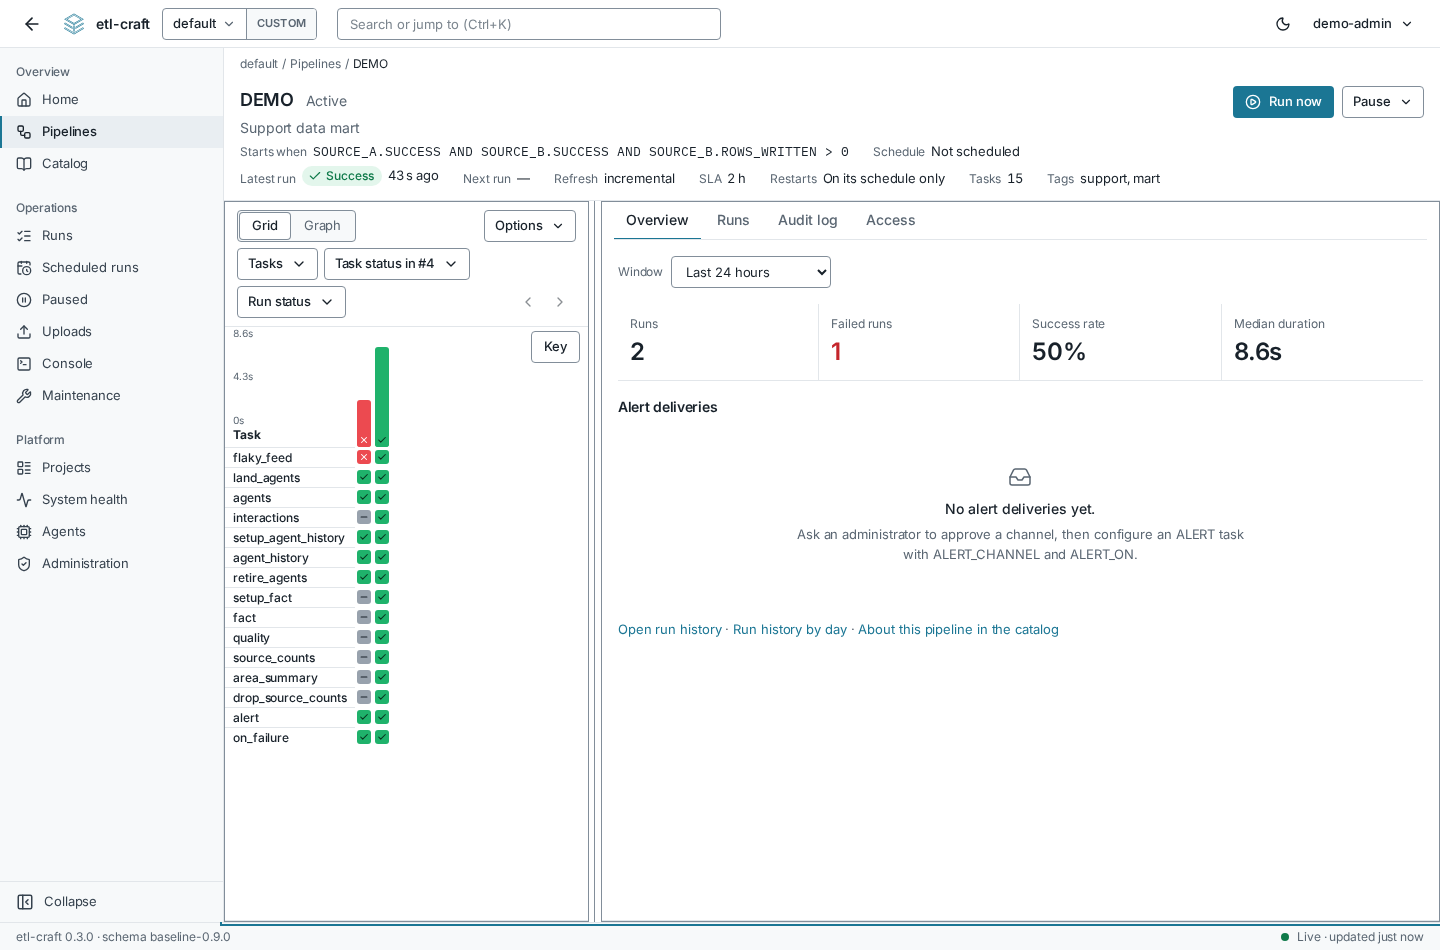 etl-craft
default
CUSTOM
Search or jump to (Ctrl+K)
demo-admin
Overview
Home
Pipelines
Catalog
Operations
Runs
Scheduled runs
Paused
Uploads
Console
Maintenance
Platform
Projects
System health
Agents
Administration
Collapse
default / Pipelines / DEMO
DEMO Active
Run now
Pause
Support data mart
Starts when SOURCE_A.SUCCESS AND SOURCE_B.SUCCESS AND SOURCE_B.ROWS_WRITTEN > 0 Schedule Not scheduled
Latest run Success 43 s ago Next run — Refresh incremental SLA 2 h Restarts On its schedule only Tasks 15 Tags support, mart
Grid Graph
Options
Tasks
Task status in #4
Run status
Key
8.6s
4.3s
0s
Task
flaky_feed
land_agents
agents
interactions
setup_agent_history
agent_history
retire_agents
setup_fact
fact
quality
source_counts
area_summary
drop_source_counts
alert
on_failure
Overview Runs Audit log Access
Window Last 24 hours
Runs
2
Failed runs
1
Success rate
50%
Median duration
8.6s
Alert deliveries
No alert deliveries yet.
Ask an administrator to approve a channel, then configure an ALERT task
with ALERT_CHANNEL and ALERT_ON.
Open run history · Run history by day · About this pipeline in the catalog
etl-craft 0.3.0 · schema baseline-0.9.0
Live · updated just now